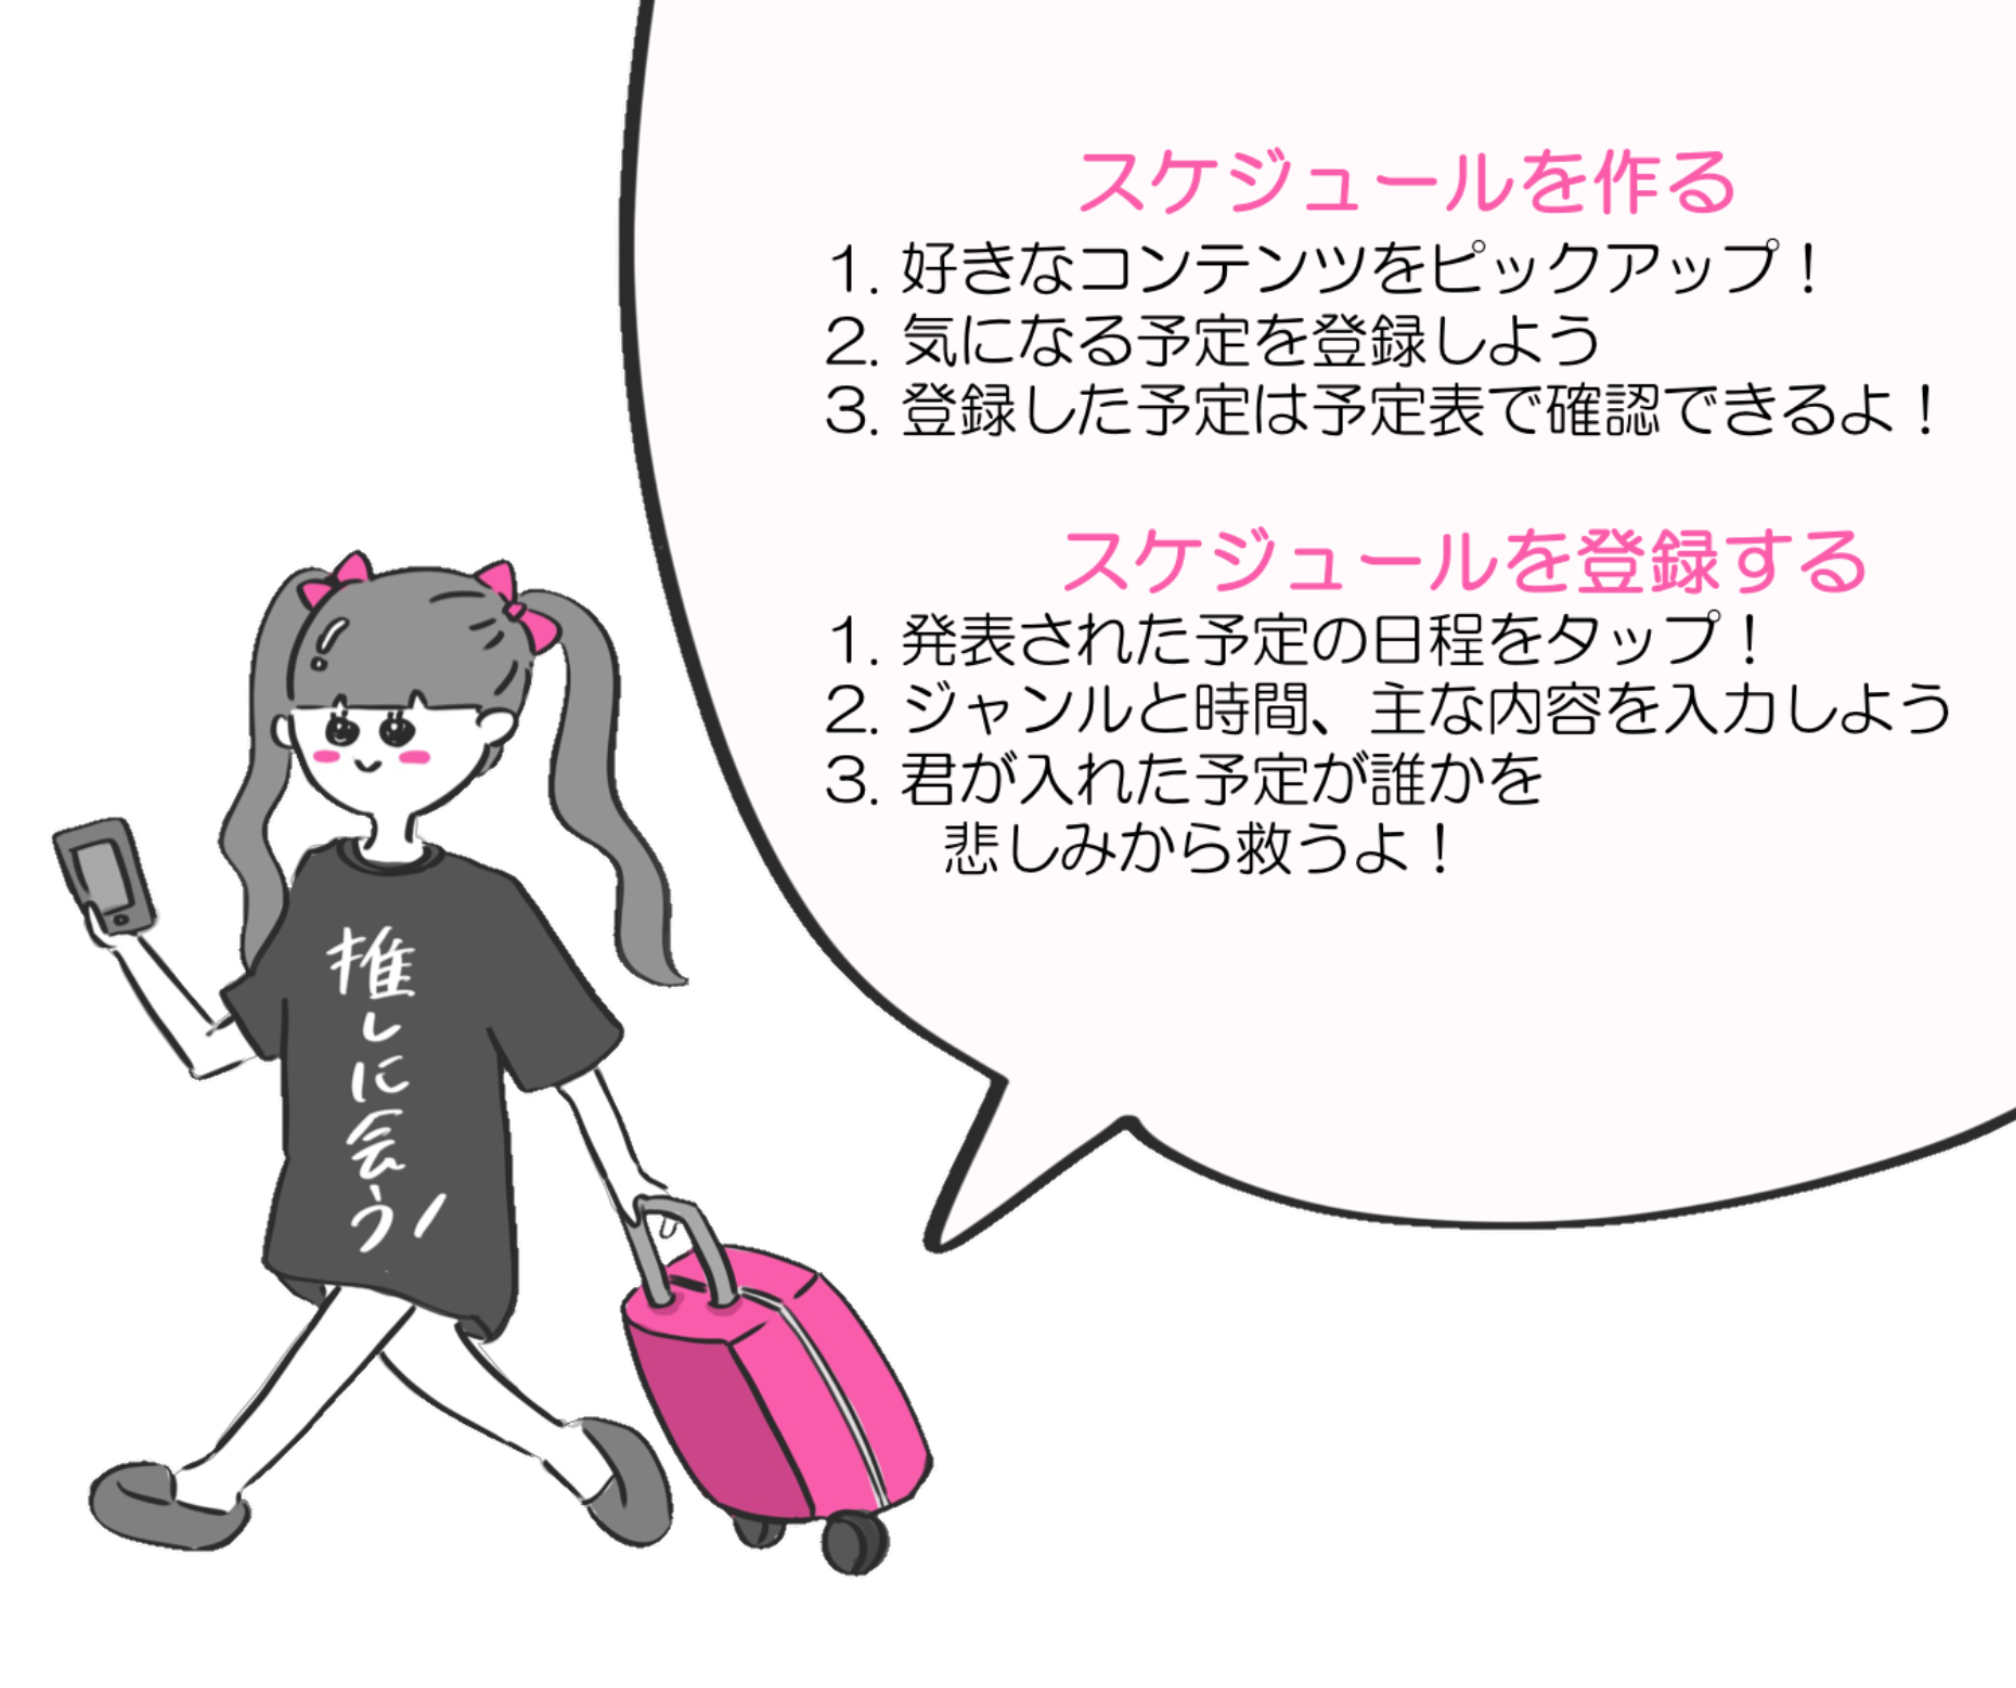 スケジュールを作る
1. 好きなコンテンツをピックアップ！
2. 気になる予定を登録しよう
3. 登録した予定は予定表で確認できるよ！
スケジュールを登録する
1. 発表された予定の日程をタップ！
2. ジャンルと時間、主な内容を入力しよう
3. 君が入れた予定が誰かを
悲しみから救うよ！
推しに会う！